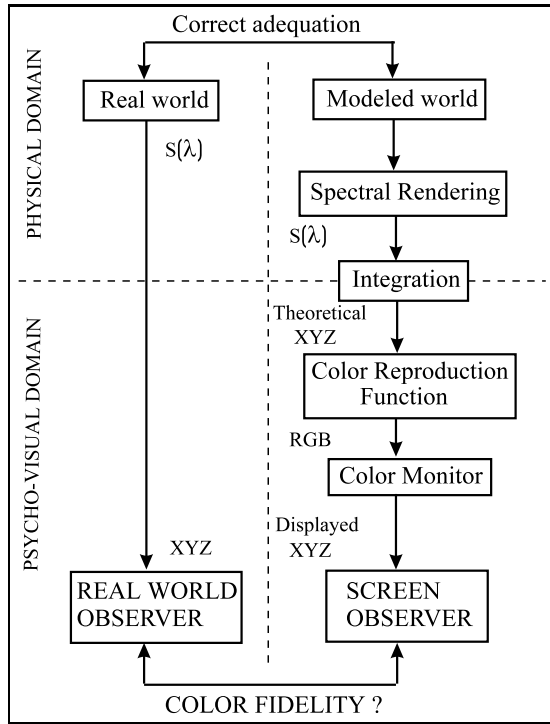 Correct adequation
PHYSICAL DOMAIN
Real world
Modeled world
S(λ)
Spectral Rendering
S(λ)
Integration
PSYCHO-VISUAL DOMAIN
Theoretical
XYZ
Color Reproduction
Function
RGB
Color Monitor
Displayed
XYZ
XYZ
REAL WORLD
OBSERVER
SCREEN
OBSERVER
COLOR FIDELITY ?